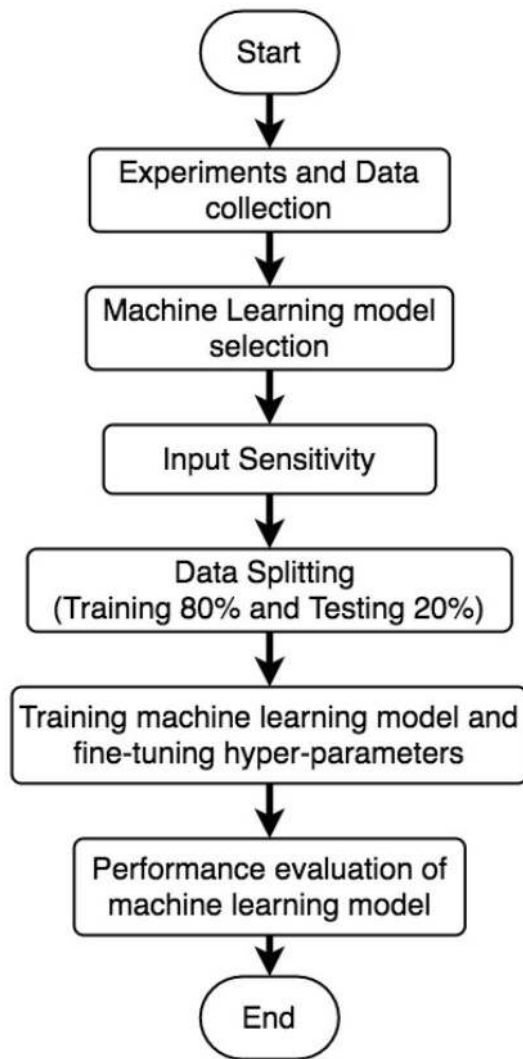 Start
Experiments and Data
collection
Machine Learning model
selection
Input Sensitivity
Data Splitting
(Training 80% and Testing 20%)
Training machine learning model and
fine-tuning hyper-parameters
Performance evaluation of
machine learning model
End